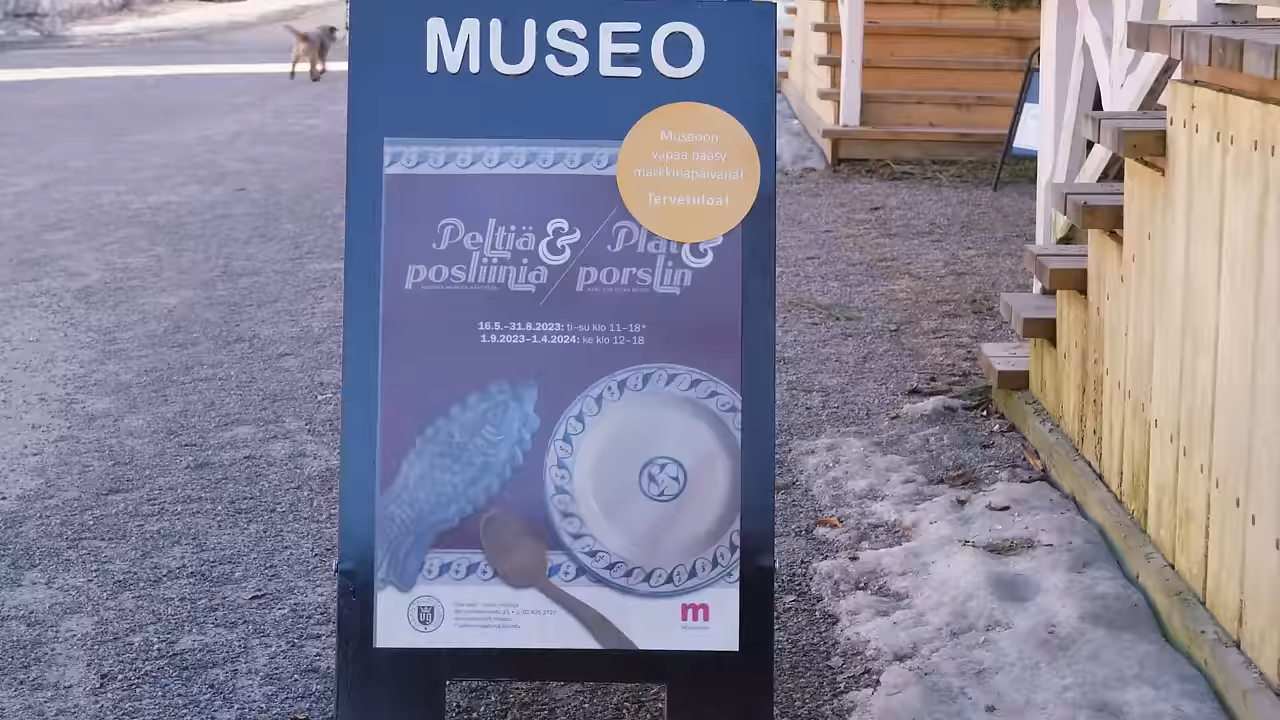 MUSEO
Museoon
vapaa pääsy
markkinapäivänä!
Tervetuloa!
Peltiä &
posliinia
Plåt &
porslin
16.5.–31.8.2023: ti–su klo 11–18*
1.9.2023–1.4.2024: ke klo 12–18
m